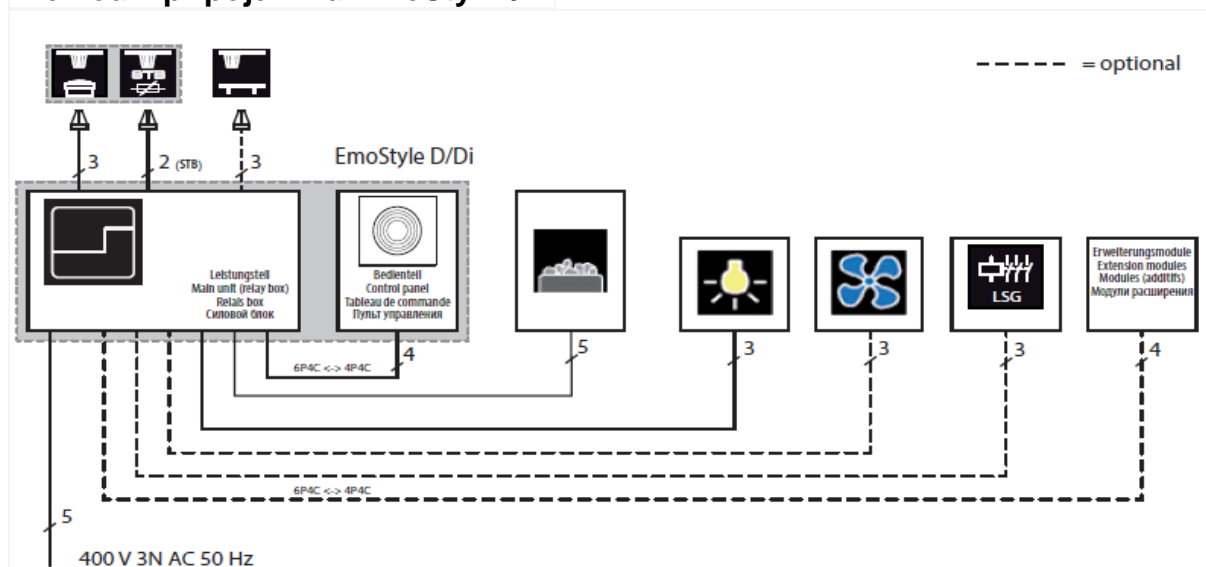 = optional
STB
3
2 (STB)
3
EmoStyle D/Di
Leistungsteil
Main unit (relay box)
Relais box
Силовой блок
Bedienteil
Control panel
Tableau de commande
Пульт управления
LSG
Erweiterungsmodule
Extension modules
Modules (additifs)
Модули расширения
4
5
3
3
3
4
6P4C <-> 4P4C
6P4C <-> 4P4C
5
400 V 3N AC 50 Hz